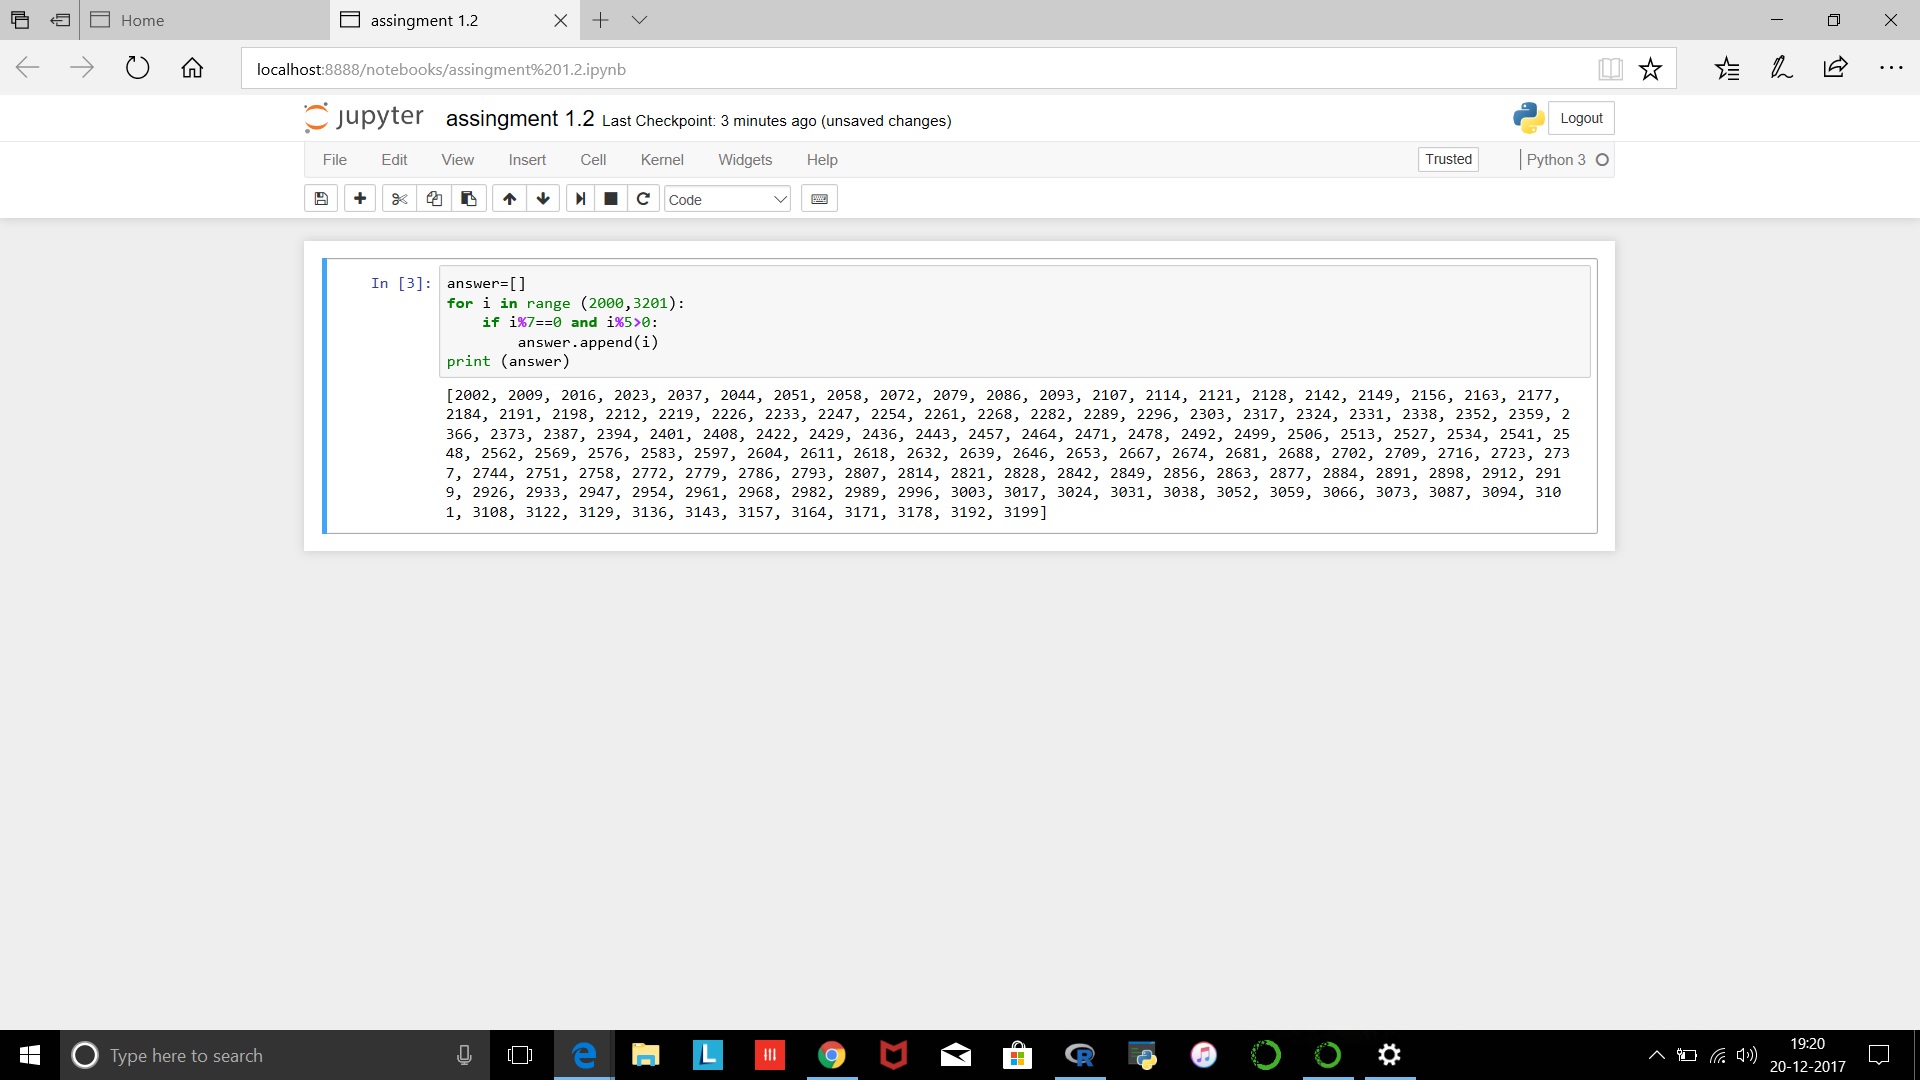 Home
assingment 1.2
localhost:8888/notebooks/assingment%201.2.ipynb
jupyter assingment 1.2 Last Checkpoint: 3 minutes ago (unsaved changes)
Logout
File Edit View Insert Cell Kernel Widgets Help
Trusted
Python 3
Code
In [3]: answer=[]
for i in range (2000,3201):
    if i%7==0 and i%5>0:
        answer.append(i)
print (answer)
[2002, 2009, 2016, 2023, 2037, 2044, 2051, 2058, 2072, 2079, 2086, 2093, 2107, 2114, 2121, 2128, 2142, 2149, 2156, 2163, 2177,
2184, 2191, 2198, 2212, 2219, 2226, 2233, 2247, 2254, 2261, 2268, 2282, 2289, 2296, 2303, 2317, 2324, 2331, 2338, 2352, 2359, 2
366, 2373, 2387, 2394, 2401, 2408, 2422, 2429, 2436, 2443, 2457, 2464, 2471, 2478, 2492, 2499, 2506, 2513, 2527, 2534, 2541, 25
48, 2562, 2569, 2576, 2583, 2597, 2604, 2611, 2618, 2632, 2639, 2646, 2653, 2667, 2674, 2681, 2688, 2702, 2709, 2716, 2723, 273
7, 2744, 2751, 2758, 2772, 2779, 2786, 2793, 2807, 2814, 2821, 2828, 2842, 2849, 2856, 2863, 2877, 2884, 2891, 2898, 2912, 291
9, 2926, 2933, 2947, 2954, 2961, 2968, 2982, 2989, 2996, 3003, 3017, 3024, 3031, 3038, 3052, 3059, 3066, 3073, 3087, 3094, 310
1, 3108, 3122, 3129, 3136, 3143, 3157, 3164, 3171, 3178, 3192, 3199]
Type here to search
19:20
20-12-2017